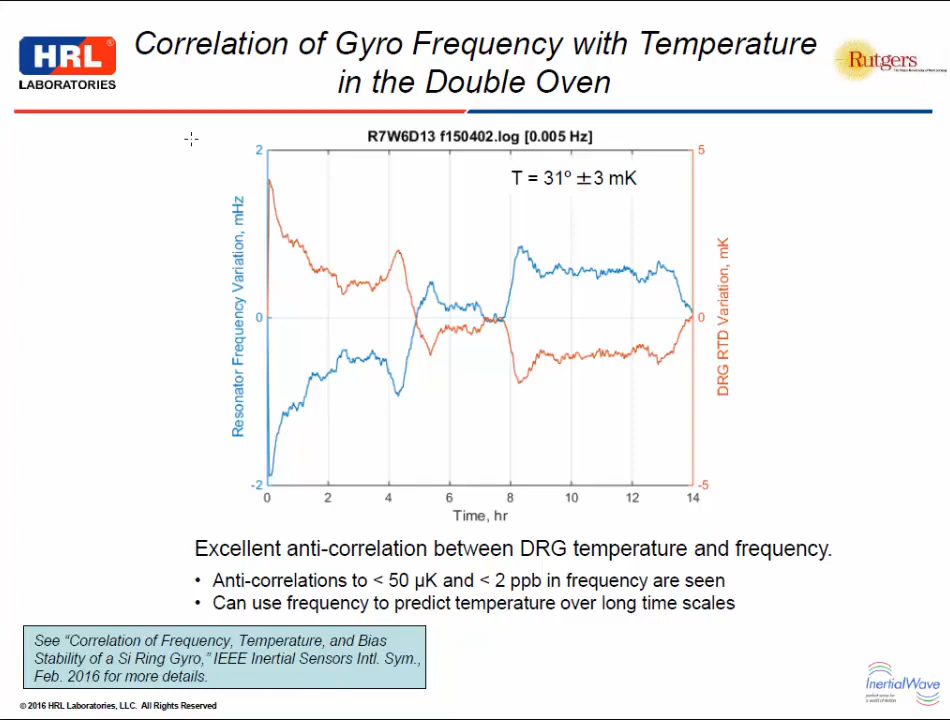 HRL
®
LABORATORIES
Correlation of Gyro Frequency with Temperature
in the Double Oven
Rutgers
R7W6D13 f150402.log [0.005 Hz]
T = 31º ±3 mK
2
0
-2
Resonator Frequency Variation, mHz
5
0
-5
DRG RTD Variation, mK
0 2 4 6 8 10 12 14
Time, hr
Excellent anti-correlation between DRG temperature and frequency.
• Anti-correlations to < 50 µK and < 2 ppb in frequency are seen
• Can use frequency to predict temperature over long time scales
See “Correlation of Frequency, Temperature, and Bias
Stability of a Si Ring Gyro,” IEEE Inertial Sensors Intl. Sym.,
Feb. 2016 for more details.
InertialWave
© 2016 HRL Laboratories, LLC. All Rights Reserved